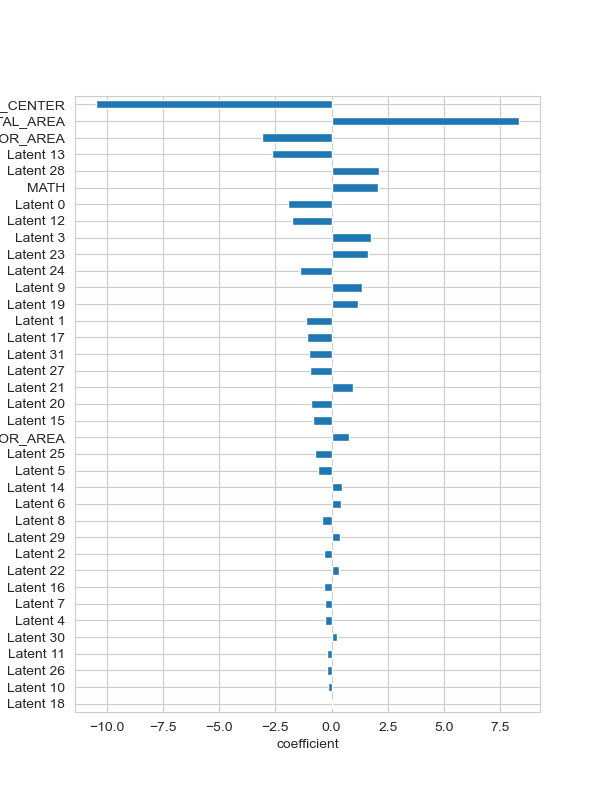 _CENTER
TAL_AREA
OR_AREA
Latent 13
Latent 28
MATH
Latent 0
Latent 12
Latent 3
Latent 23
Latent 24
Latent 9
Latent 19
Latent 1
Latent 17
Latent 31
Latent 27
Latent 21
Latent 20
Latent 15
OR_AREA
Latent 25
Latent 5
Latent 14
Latent 6
Latent 8
Latent 29
Latent 2
Latent 22
Latent 16
Latent 7
Latent 4
Latent 30
Latent 11
Latent 26
Latent 10
Latent 18
−10.0 −7.5 −5.0 −2.5 0.0 2.5 5.0 7.5
coefficient